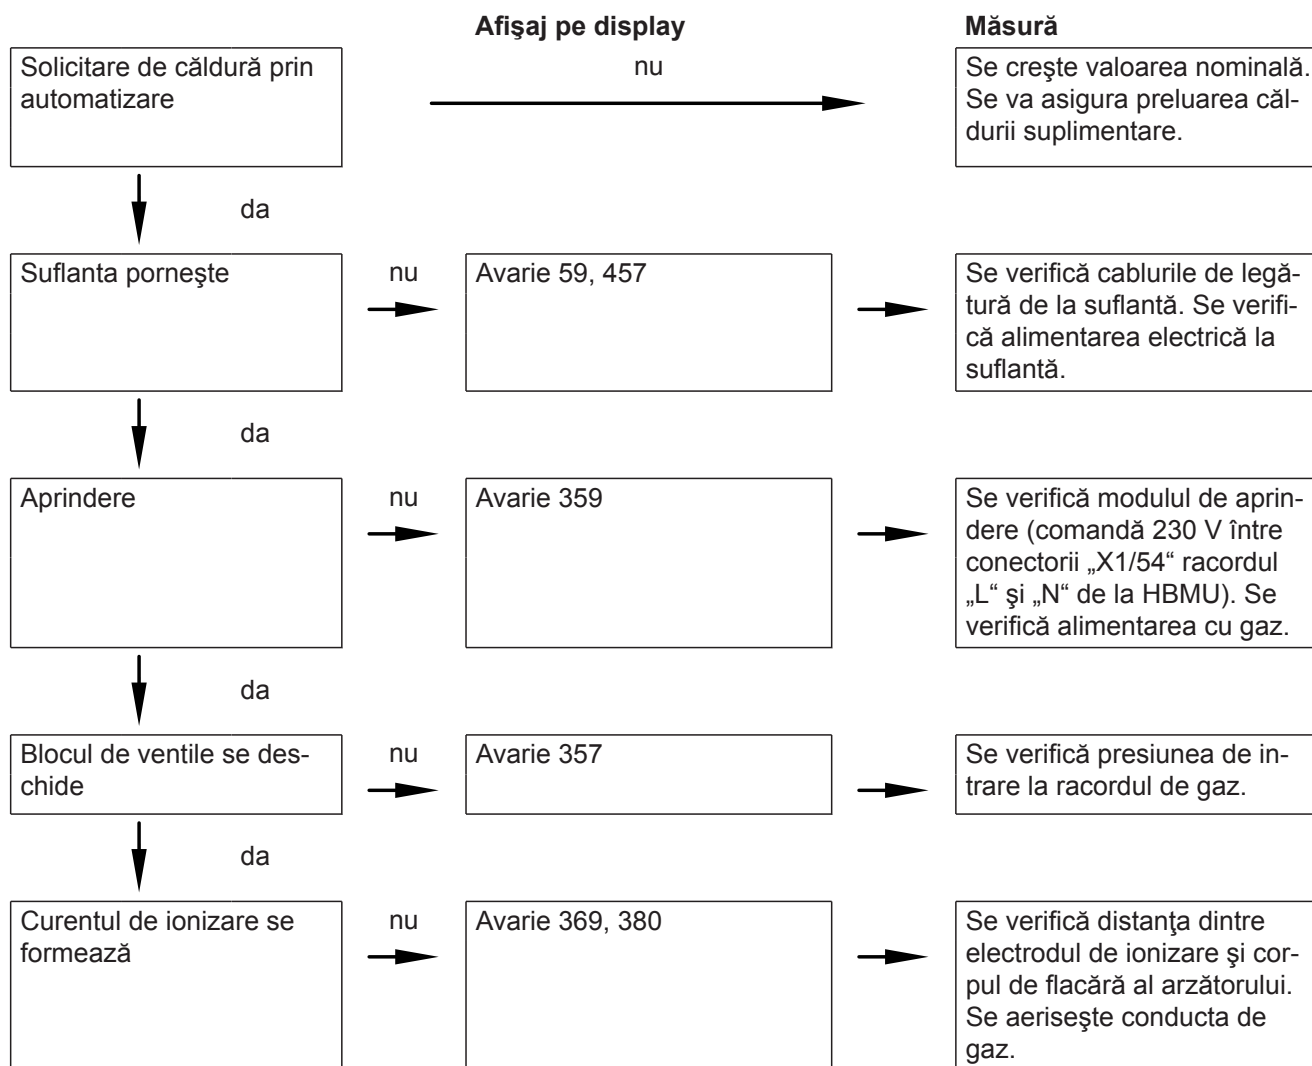 Afişaj pe display
Măsură
Solicitare de căldură prin
automatizare
nu
Se creşte valoarea nominală.
Se va asigura preluarea căl-
durii suplimentare.
da
Suflanta porneşte
nu
Avarie 59, 457
Se verifică cablurile de legă-
tură de la suflantă. Se verifi-
că alimentarea electrică la
suflantă.
da
Aprindere
nu
Avarie 359
Se verifică modulul de aprin-
dere (comandă 230 V între
conectorii „X1/54“ racordul
„L“ şi „N“ de la HBMU). Se
verifică alimentarea cu gaz.
da
Blocul de ventile se des-
chide
nu
Avarie 357
Se verifică presiunea de in-
trare la racordul de gaz.
da
Curentul de ionizare se
formează
nu
Avarie 369, 380
Se verifică distanţa dintre
electrodul de ionizare şi cor-
pul de flacără al arzătorului.
Se aeriseşte conducta de
gaz.